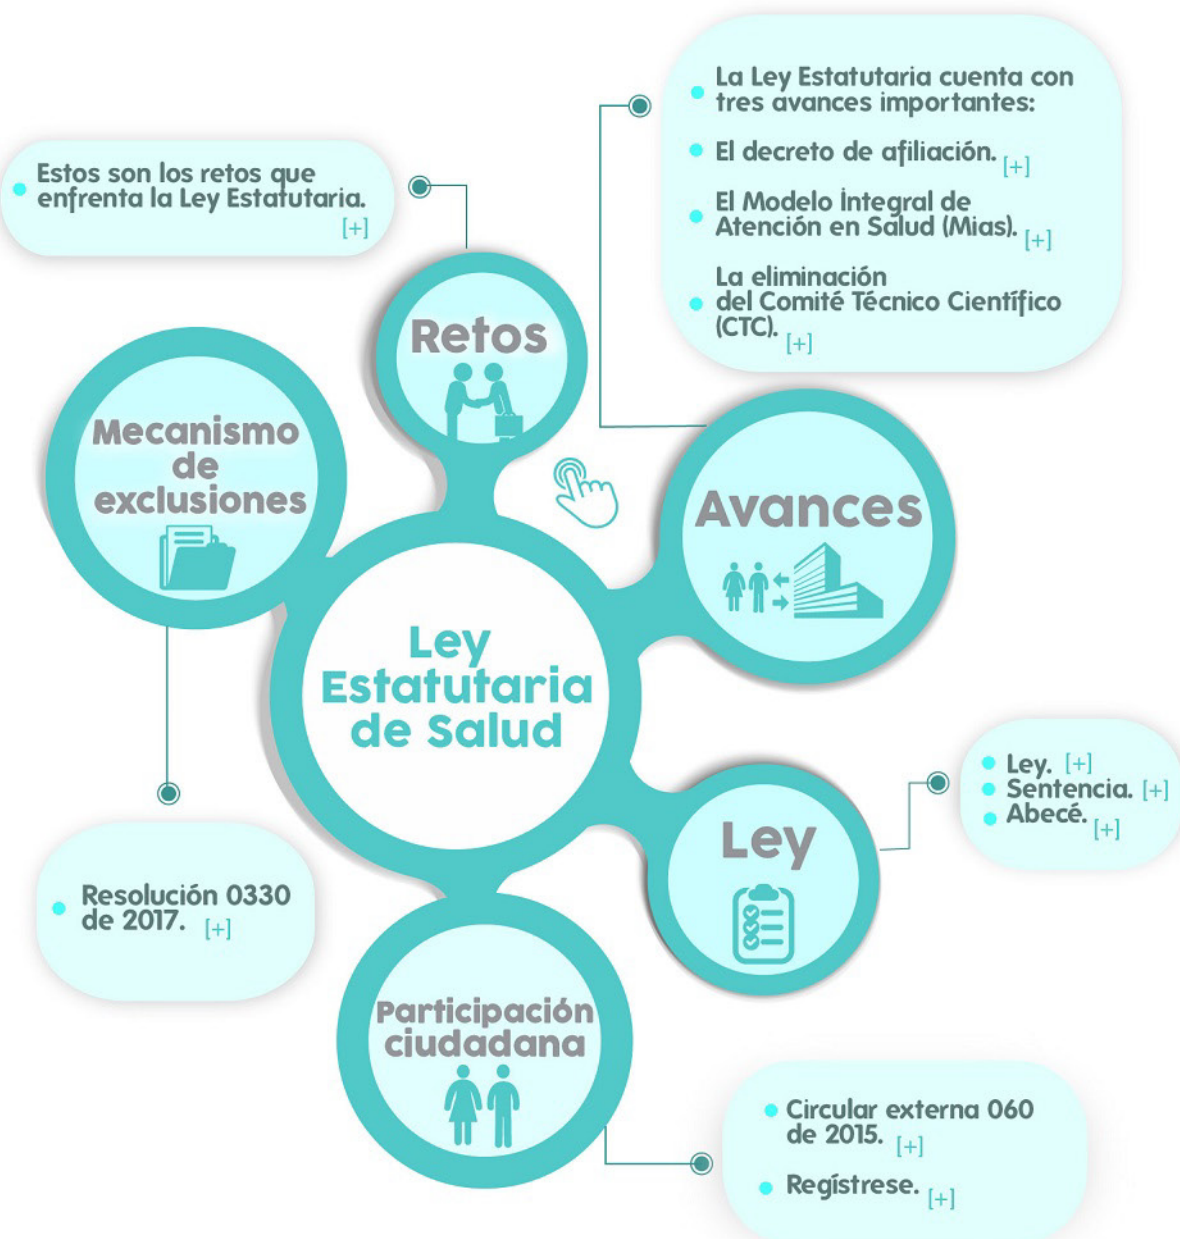 Estos son los retos que
enfrenta la Ley Estatutaria.
[+]
Retos
La Ley Estatutaria cuenta con
tres avances importantes:
El decreto de afiliación. [+]
El Modelo Integral de
Atención en Salud (Mias). [+]
La eliminación
del Comité Técnico Científico
(CTC). [+]
Mecanismo
de
exclusiones
Avances
Ley
Estatutaria
de Salud
Ley. [+]
Sentencia. [+]
Abecé. [+]
Ley
Resolución 0330
de 2017. [+]
Participación
ciudadana
Circular externa 060
de 2015. [+]
Regístrese. [+]